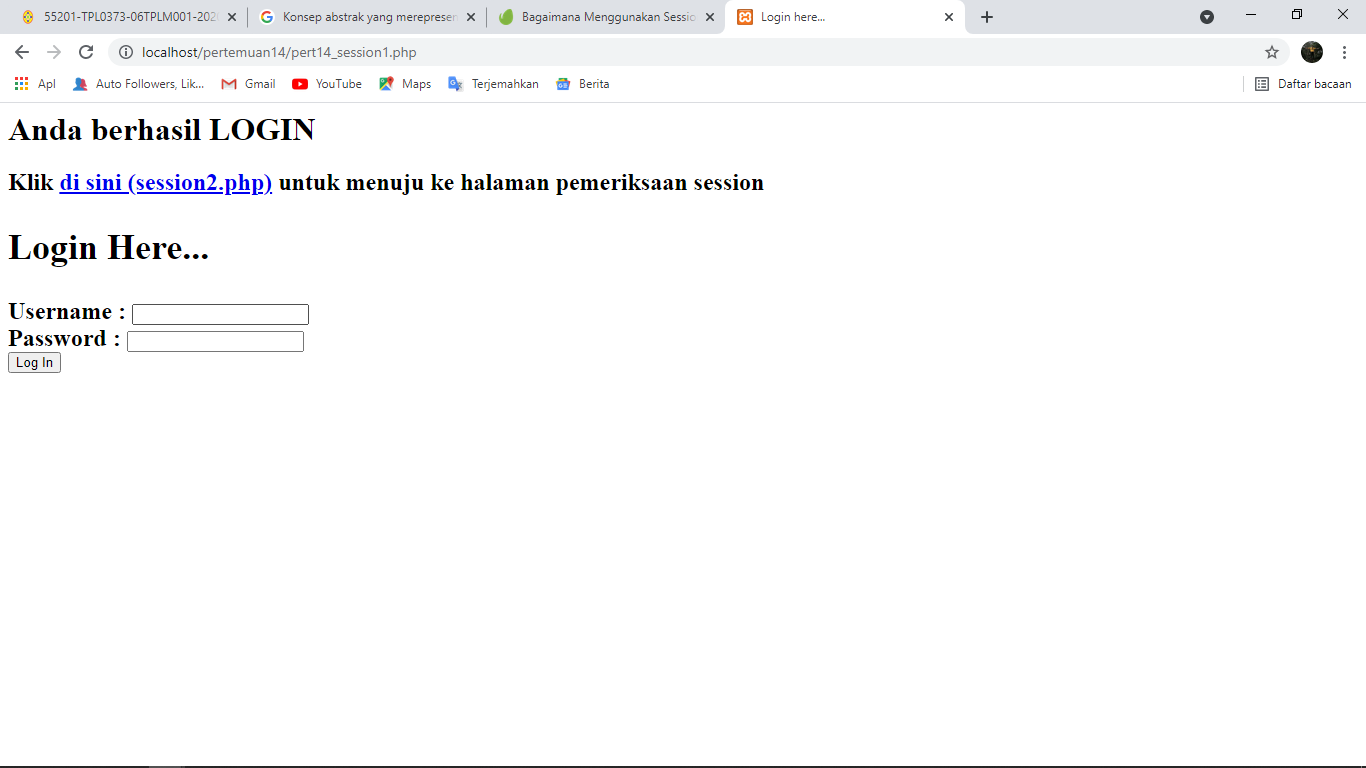 55201-TPL0373-06TPLM001-202
Konsep abstrak yang merepresen
Bagaimana Menggunakan Sessio
Login here...
localhost/pertemuan14/pert14_session1.php
Apl
Auto Followers, Lik...
Gmail
YouTube
Maps
Terjemahkan
Berita
Daftar bacaan
Anda berhasil LOGIN
Klik di sini (session2.php) untuk menuju ke halaman pemeriksaan session
Login Here...
Username :
Password :
Log In